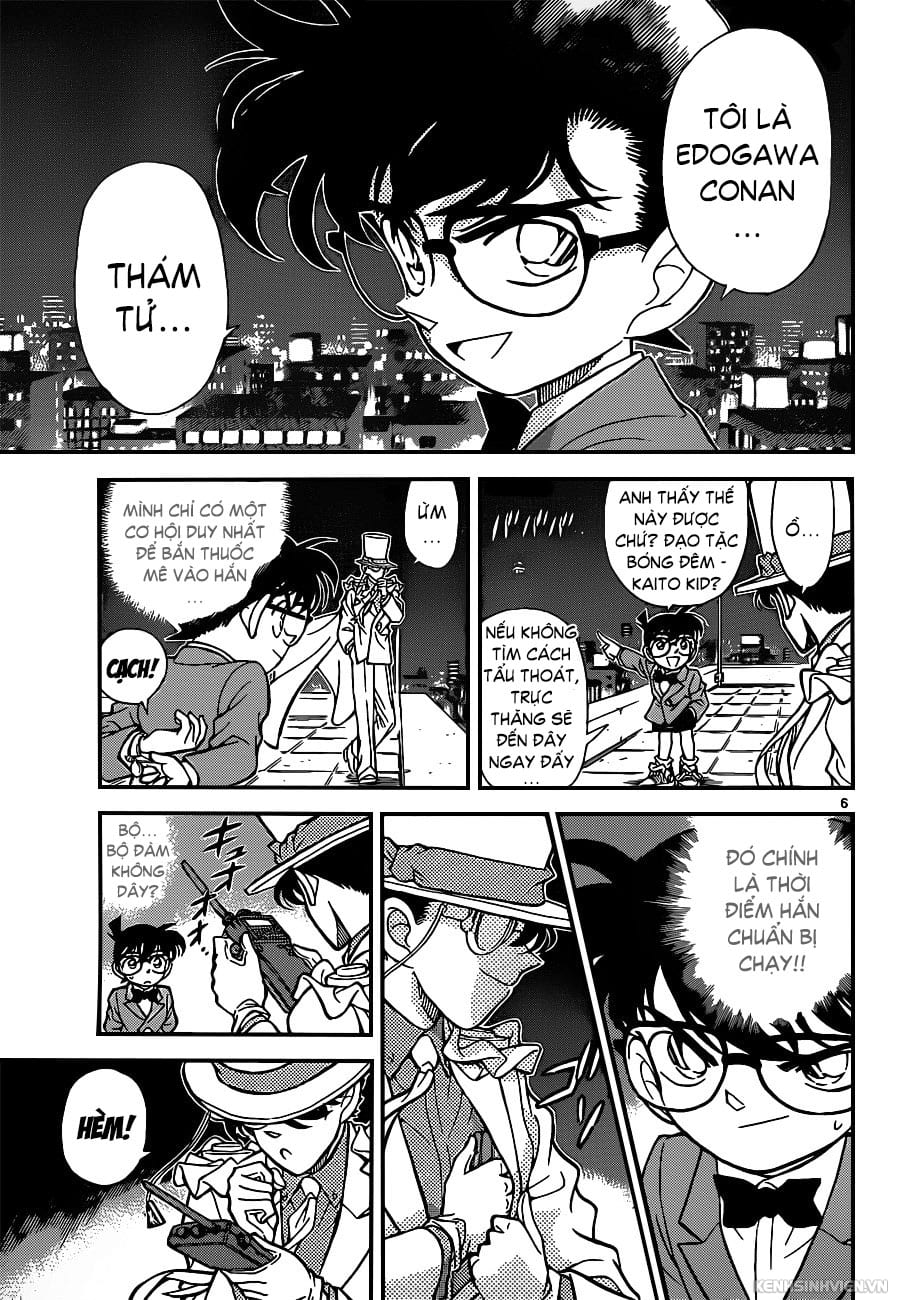 TÔI LÀ
EDOGAWA
CONAN
...
THÁM
TỬ...
Ồ...
ANH THẤY THẾ
NÀY ĐƯỢC
CHỨ? ĐẠO TẶC
BÓNG ĐÊM -
KAITO KID?
NẾU KHÔNG
TÌM CÁCH
TẨU THOÁT,
TRỰC
THĂNG SẼ
ĐẾN ĐÂY
NGAY ĐẤY
...
ỪM
...
MÌNH CHỈ CÓ MỘT
CƠ HỘI DUY NHẤT
ĐỂ BẮN THUỐC
MÊ VÀO HẮN
...
CẠCH!
6
ĐÓ CHÍNH
LÀ THỜI
ĐIỂM HẮN
CHUẨN BỊ
CHẠY!!
BỘ...
BỘ ĐÀM
KHÔNG
DÂY?
HÈM!
KENHSINHVIEN.VN